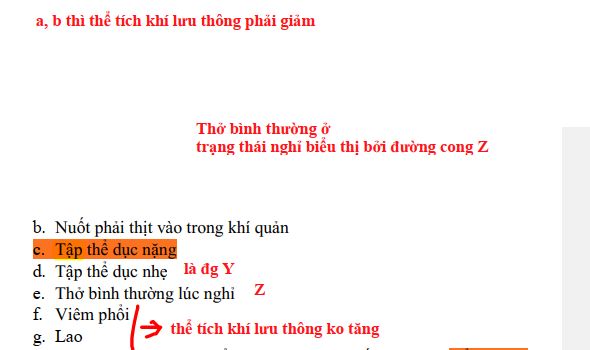 a, b thì thể tích khí lưu thông phải giảm
Thở bình thường ở
trạng thái nghỉ biểu thị bởi đường cong Z
b. Nuốt phải thịt vào trong khí quản
c. Tập thể dục nặng
d. Tập thể dục nhẹ là đg Y
e. Thở bình thường lúc nghỉ Z
f. Viêm phổi
thể tích khí lưu thông ko tăng
g. Lao